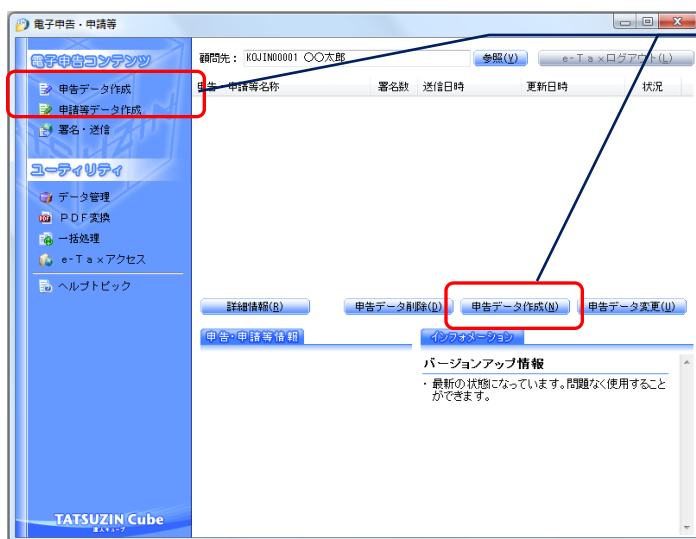 電子申告・申請等
電子申告コンテンツ
申告データ作成
申請等データ作成
署名・送信
ユーティリティ
データ管理
ＰＤＦ変換
一括処理
ｅ-Ｔａｘアクセス
ヘルプトピック
TATSUZIN Cube
達人キューブ
顧問先： KOJIN00001 〇〇太郎 参照(Y) ｅ-Ｔａｘログアウト(L)
申告・申請等名称 署名数 送信日時 更新日時 状況
詳細情報(R) 申告データ削除(D) 申告データ作成(N) 申告データ変更(U)
申告・申請等情報
インフォメーション
バージョンアップ情報
・最新の状態になっています。問題なく使用すること
ができます。